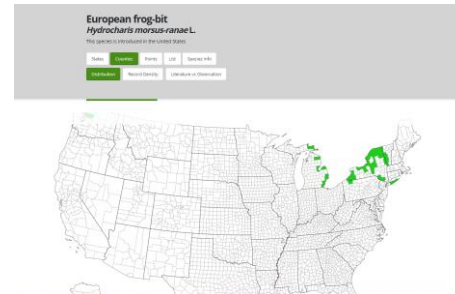 European frog-bit
Hydrocharis morsus-ranae L.
This species is introduced in the United States
States Counties Points List Species Info
Distribution Record Density Literature vs Observation